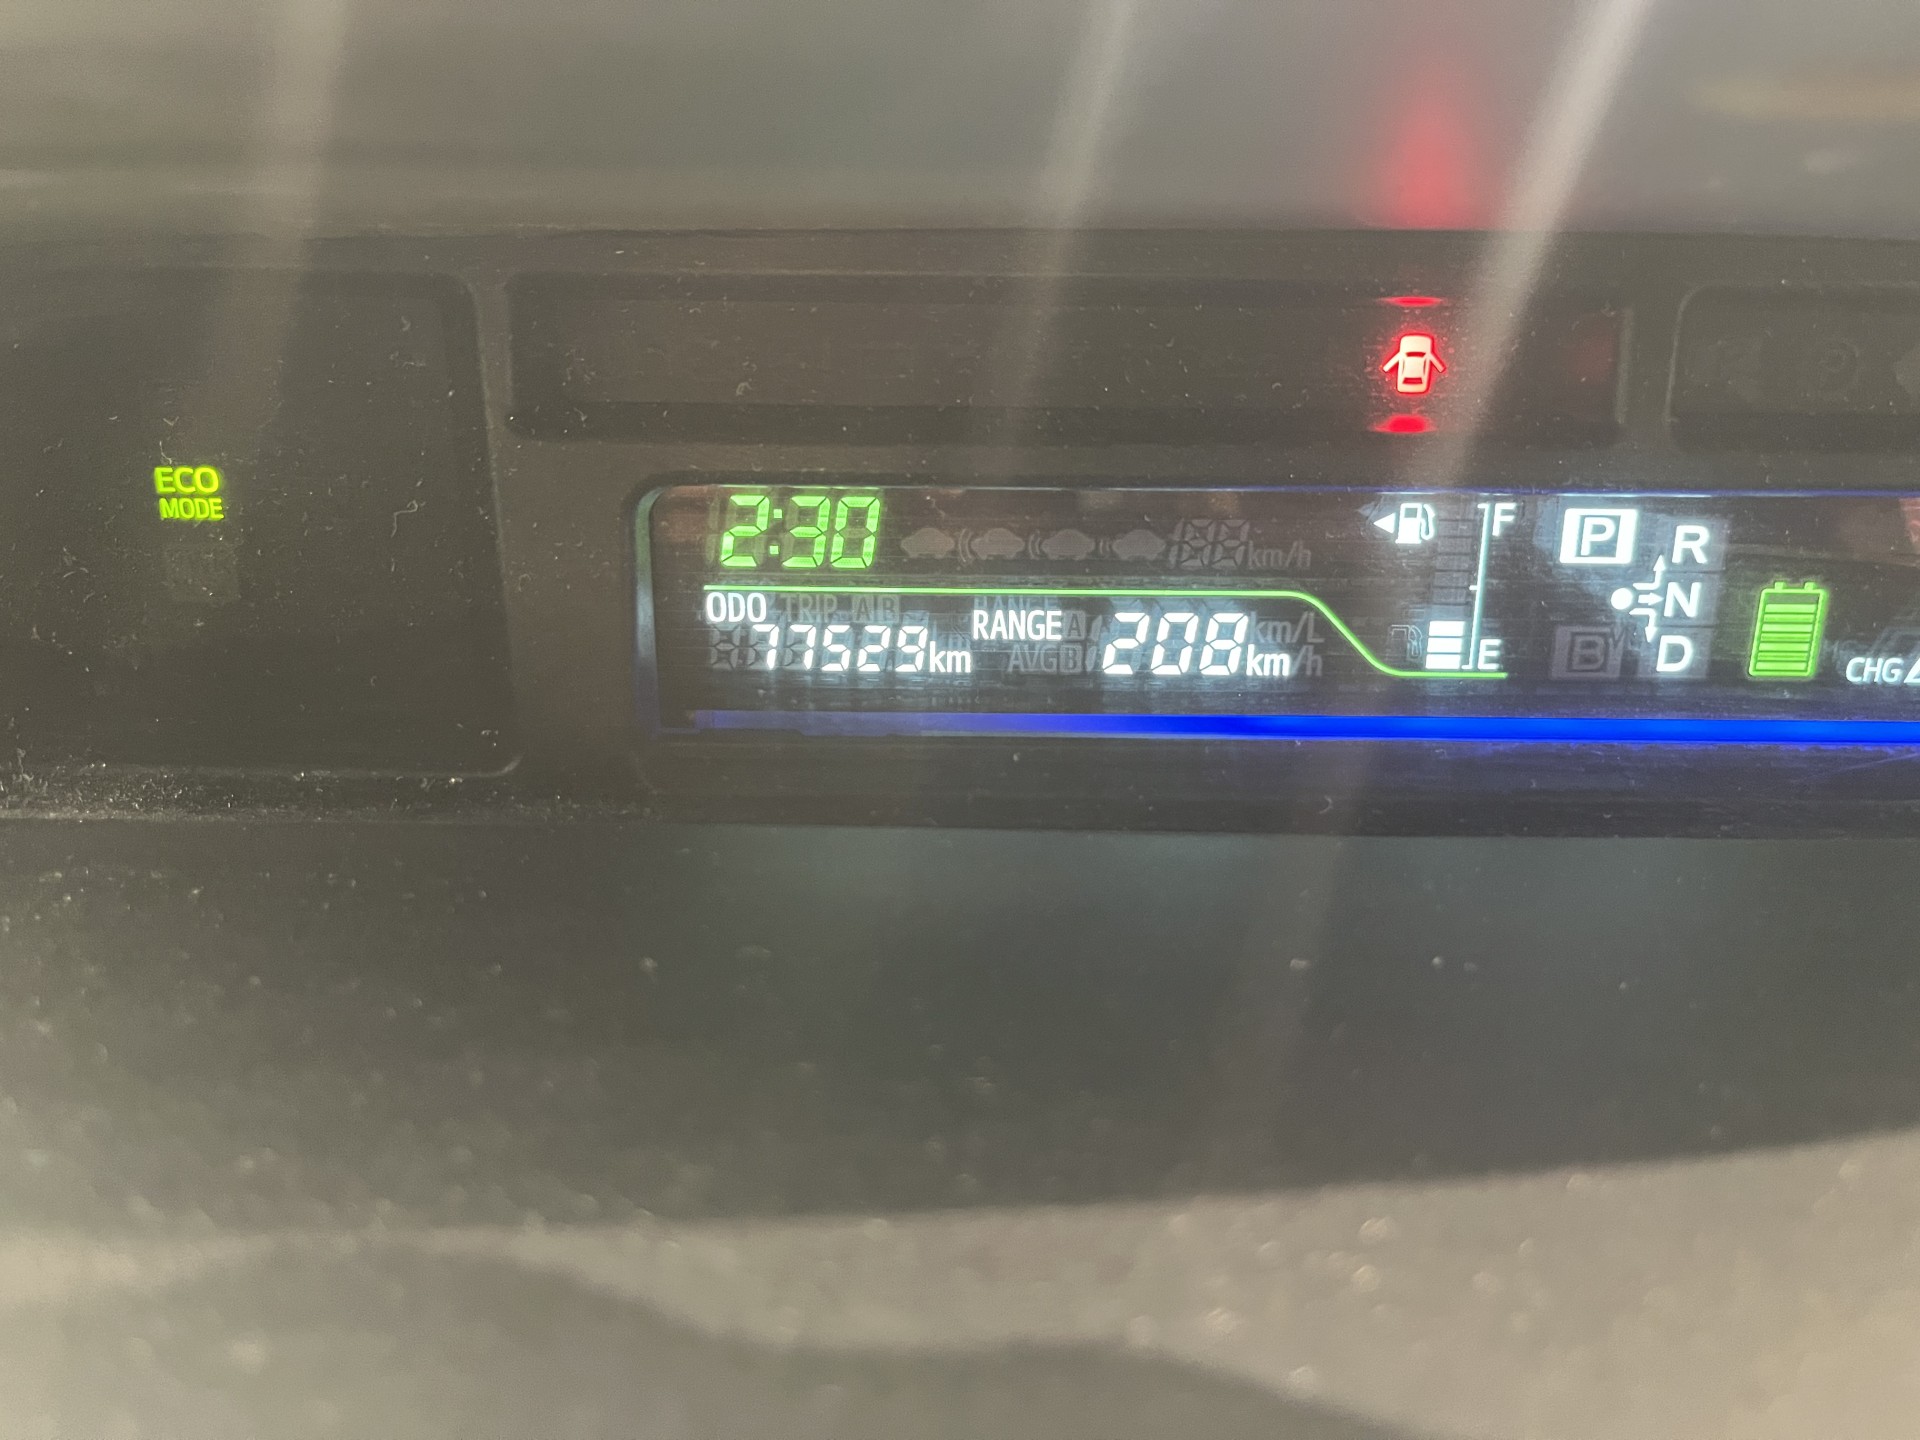 ECO
MODE
2:30
F
P
R
N
D
ODO
77529km
RANGE
208km
E
CHG